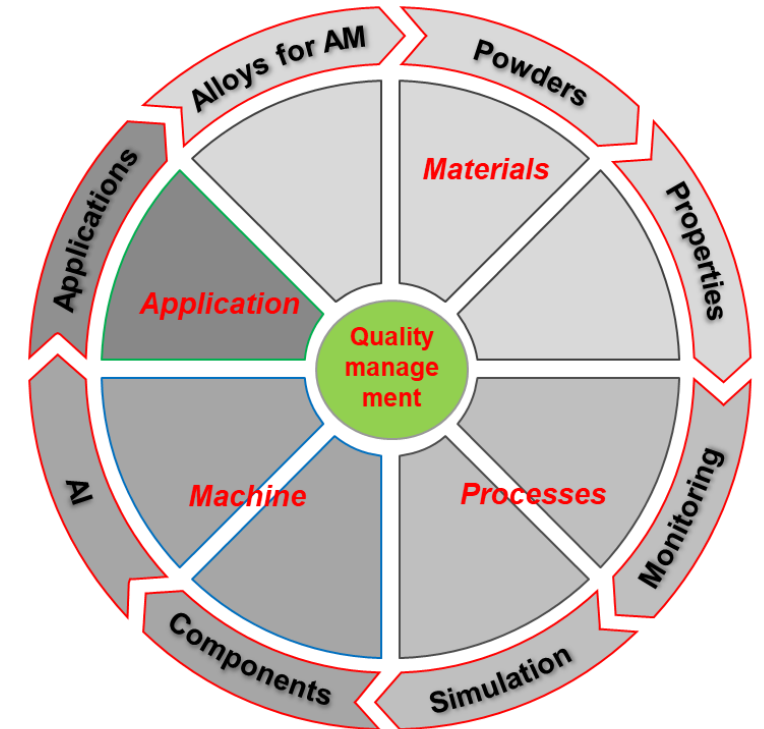 Alloys for AM
Powders
Properties
Monitoring
Simulation
Components
AI
Applications
Materials
Application
Quality
manage
ment
Machine
Processes